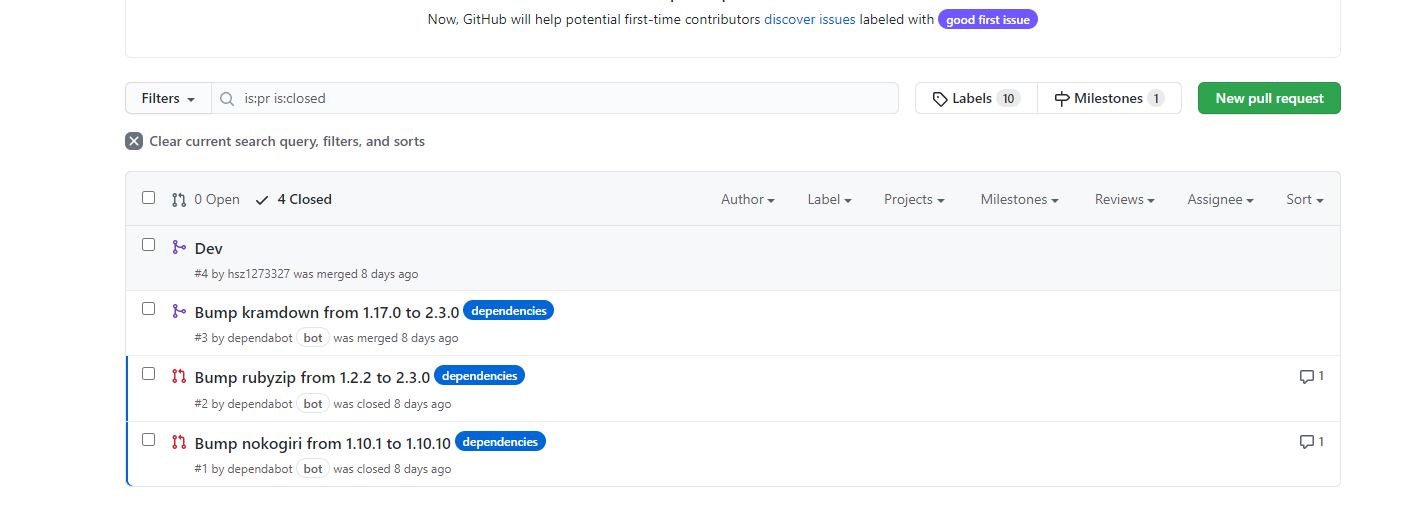 Now, GitHub will help potential first-time contributors discover issues labeled with good first issue
Filters is:pr is:closed Labels 10 Milestones 1 New pull request
Clear current search query, filters, and sorts
0 Open 4 Closed Author Label Projects Milestones Reviews Assignee Sort
Dev
#4 by hsz1273327 was merged 8 days ago
Bump kramdown from 1.17.0 to 2.3.0 dependencies
#3 by dependabot bot was merged 8 days ago
Bump rubyzip from 1.2.2 to 2.3.0 dependencies 1
#2 by dependabot bot was closed 8 days ago
Bump nokogiri from 1.10.1 to 1.10.10 dependencies 1
#1 by dependabot bot was closed 8 days ago